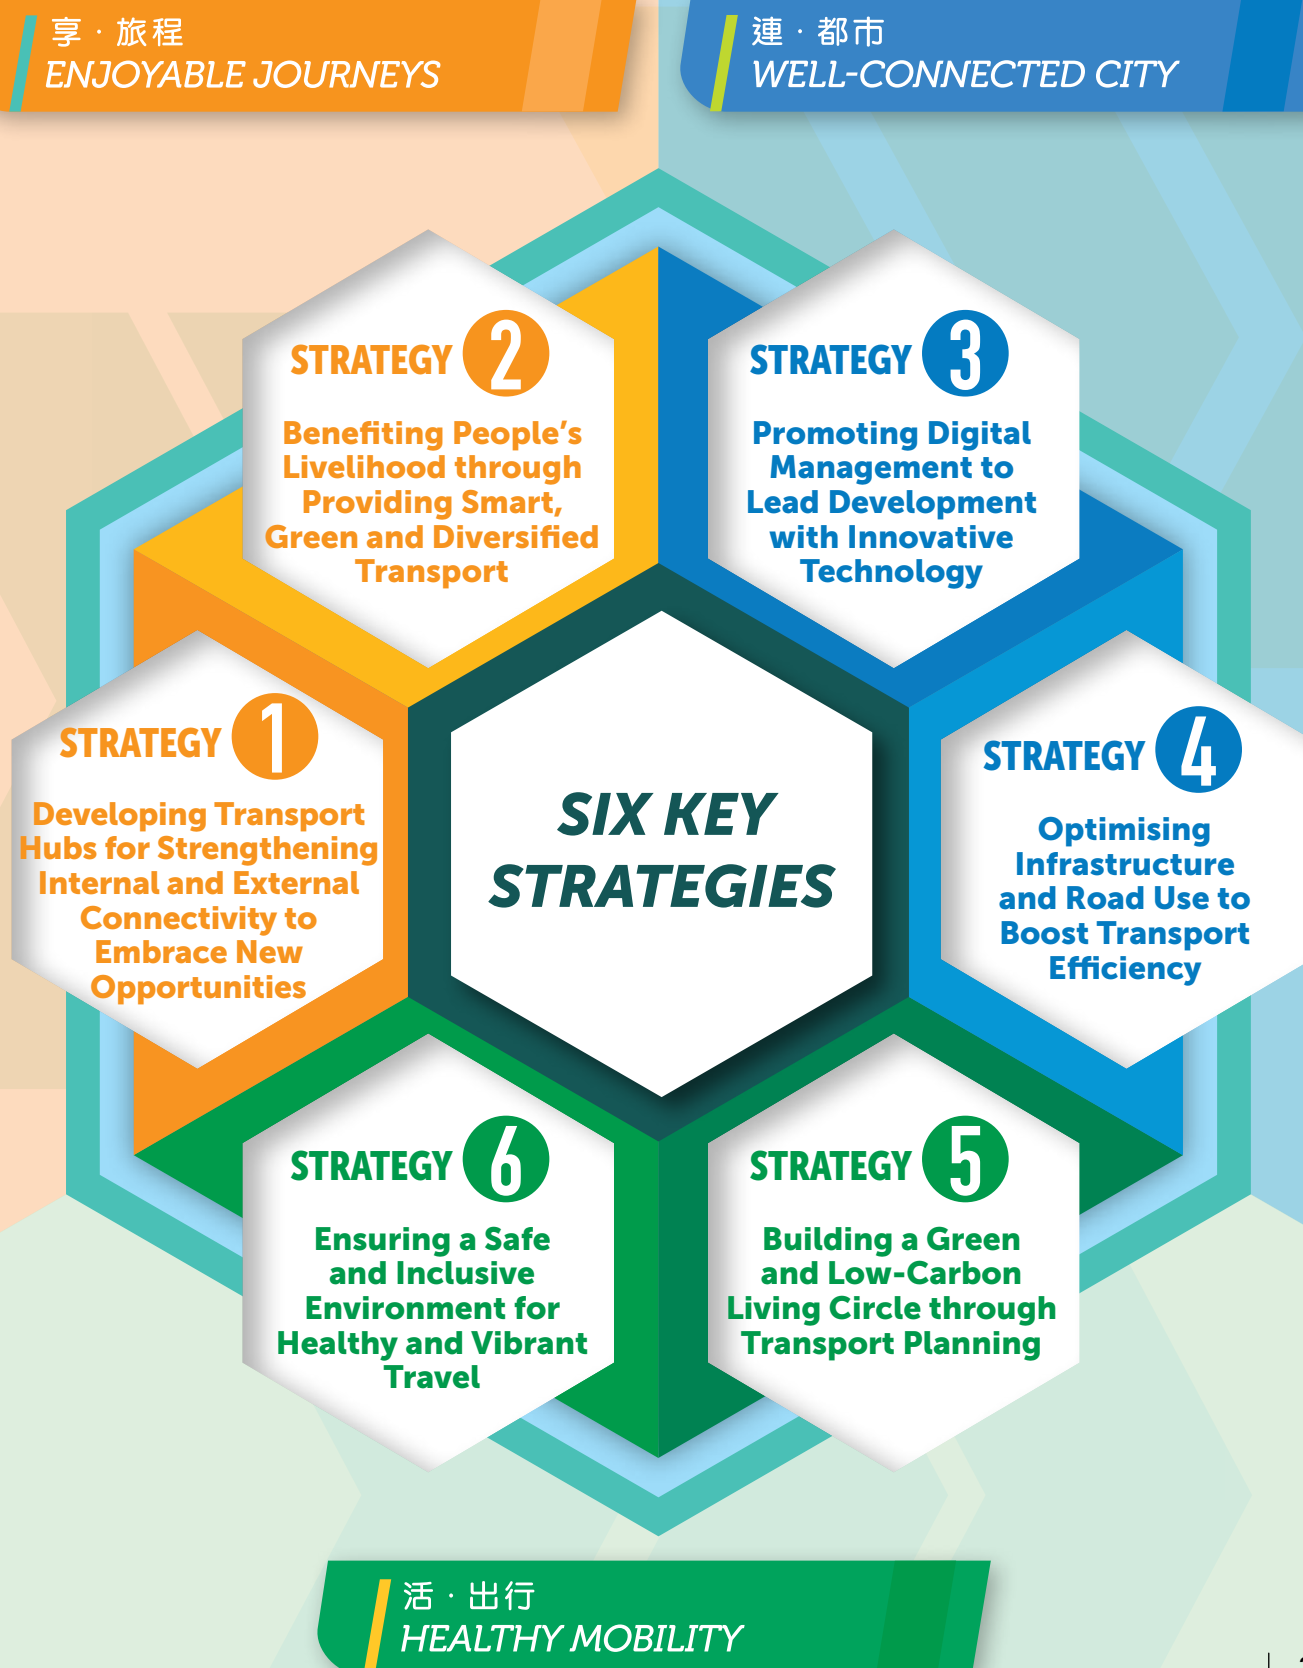 享·旅程
ENJOYABLE JOURNEYS
連·都市
WELL-CONNECTED CITY
STRATEGY 2
Benefiting People’s
Livelihood through
Providing Smart,
Green and Diversified
Transport
STRATEGY 3
Promoting Digital
Management to
Lead Development
with Innovative
Technology
STRATEGY 1
Developing Transport
Hubs for Strengthening
Internal and External
Connectivity to
Embrace New
Opportunities
SIX KEY
STRATEGIES
STRATEGY 4
Optimising
Infrastructure
and Road Use to
Boost Transport
Efficiency
STRATEGY 6
Ensuring a Safe
and Inclusive
Environment for
Healthy and Vibrant
Travel
STRATEGY 5
Building a Green
and Low-Carbon
Living Circle through
Transport Planning
活·出行
HEALTHY MOBILITY